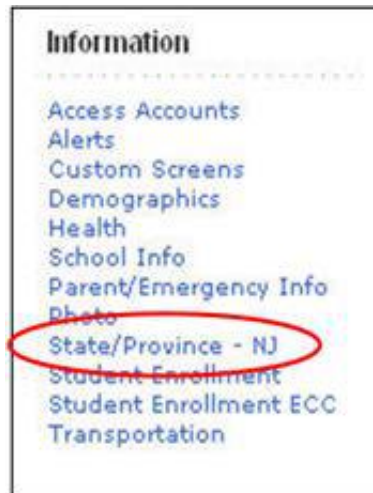 Information
Access Accounts
Alerts
Custom Screens
Demographics
Health
School Info
Parent/Emergency Info
Photo
State/Province - NJ
Student Enrollment
Student Enrollment ECC
Transportation